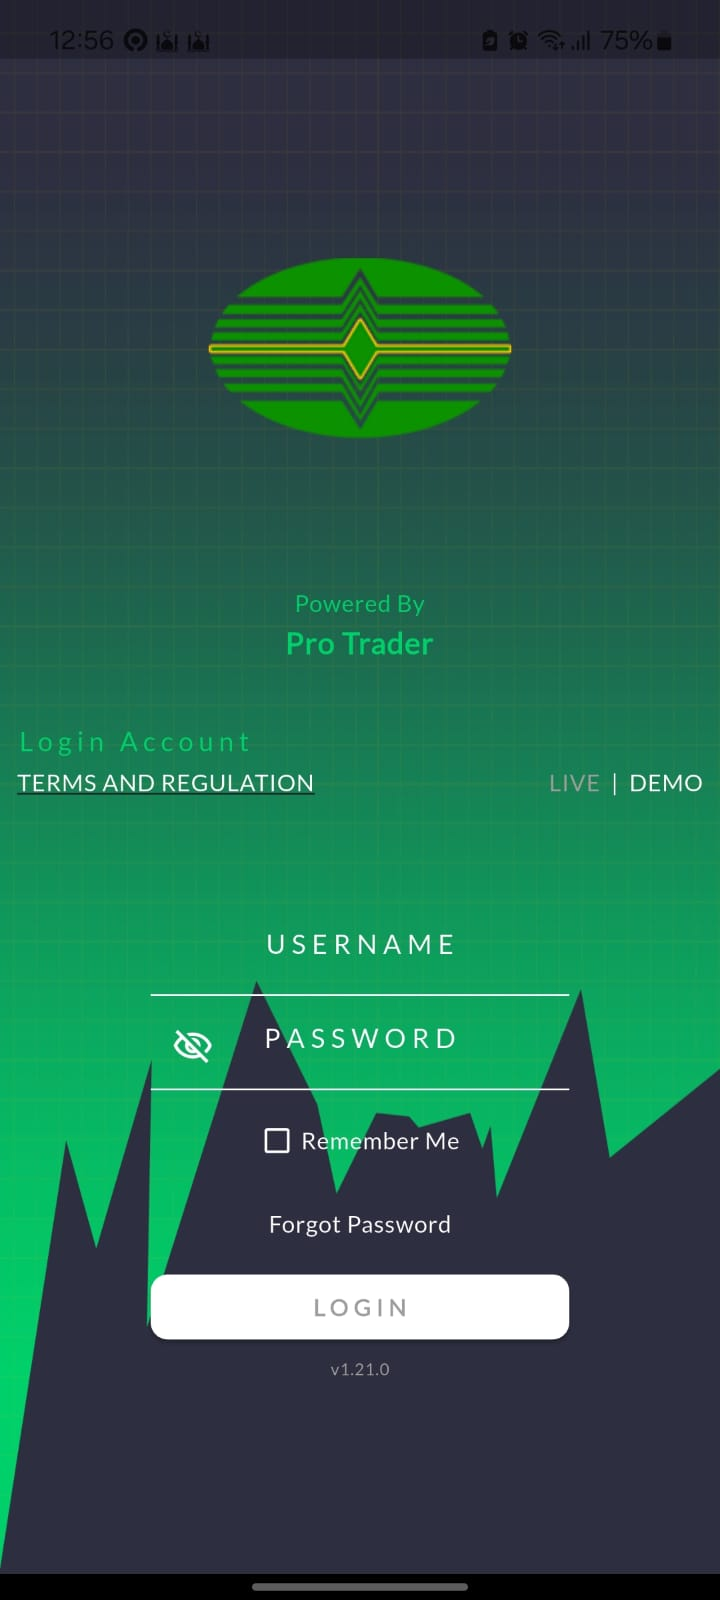 12:56 75%
Powered By
Pro Trader
Login Account
TERMS AND REGULATION LIVE | DEMO
USERNAME
PASSWORD
Remember Me
Forgot Password
LOGIN
v1.21.0